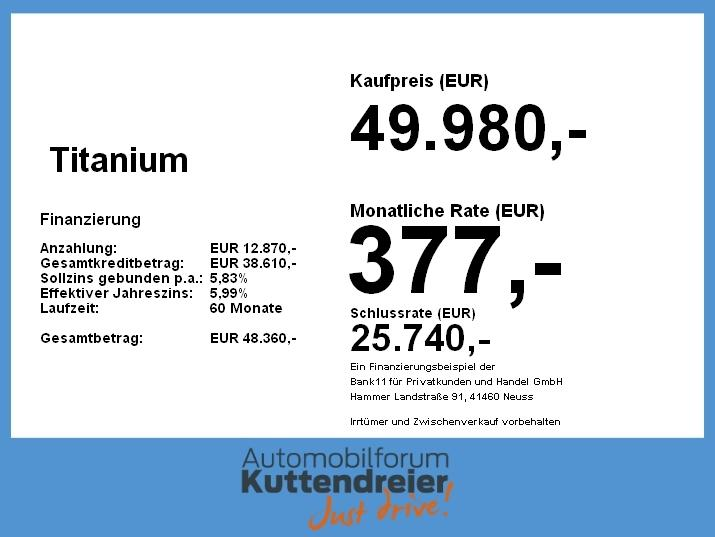 Titanium
Finanzierung
Anzahlung: EUR 12.870,-
Gesamtkreditbetrag: EUR 38.610,-
Sollzins gebunden p.a.: 5,83%
Effektiver Jahreszins: 5,99%
Laufzeit: 60 Monate
Gesamtbetrag: EUR 48.360,-
Kaufpreis (EUR)
49.980,-
Monatliche Rate (EUR)
377,-
Schlussrate (EUR)
25.740,-
Ein Finanzierungsbeispiel der
Bank11 für Privatkunden und Handel GmbH
Hammer Landstraße 91, 41460 Neuss
Irrtümer und Zwischenverkauf vorbehalten
Automobilforum
Kuttendreier
Just drive!